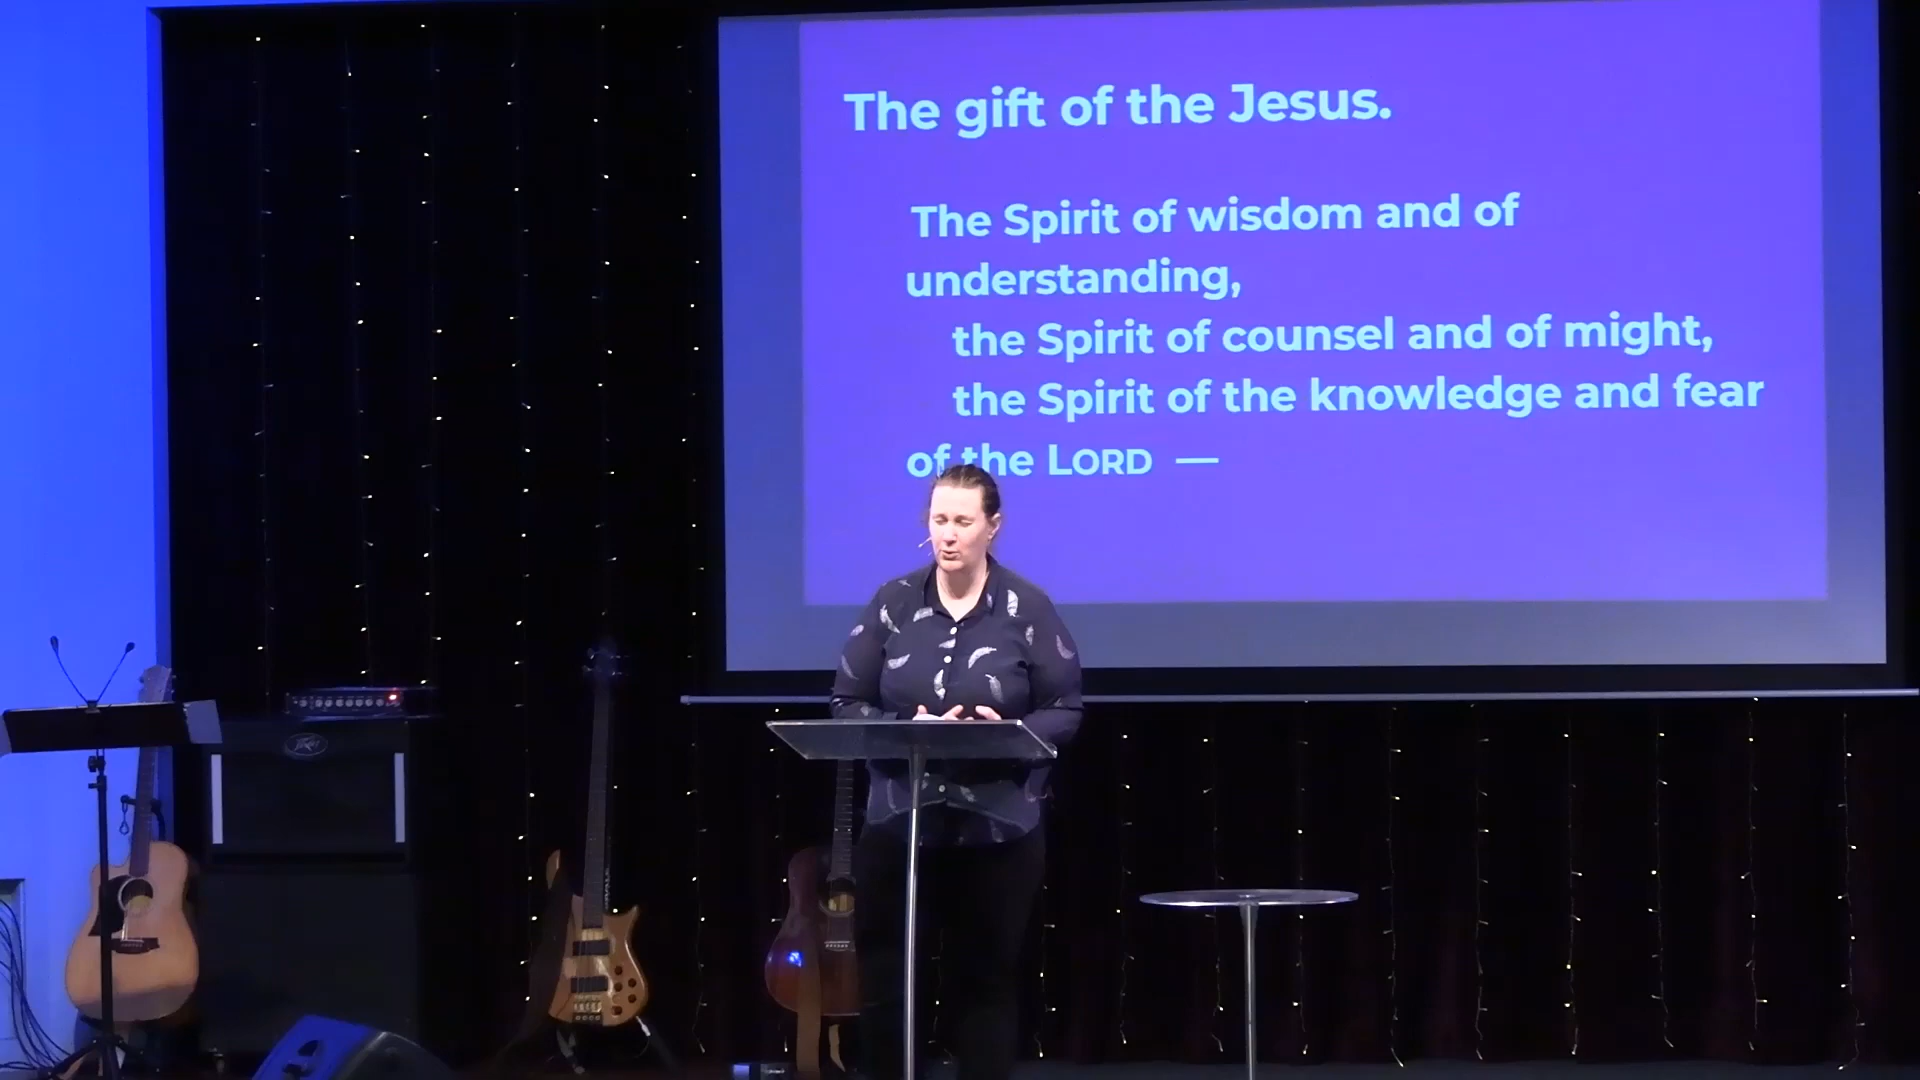 The gift of the Jesus.
The Spirit of wisdom and of
understanding,
the Spirit of counsel and of might,
the Spirit of the knowledge and fear
of the LORD —